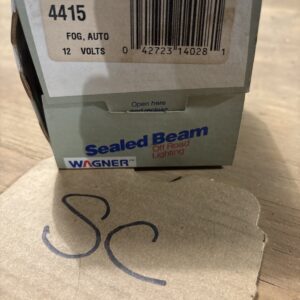 4415
FOG, AUTO
12 VOLTS
0 42723 14028 1
Open here
Sealed Beam
Off Road
Lighting
WAGNER
SC